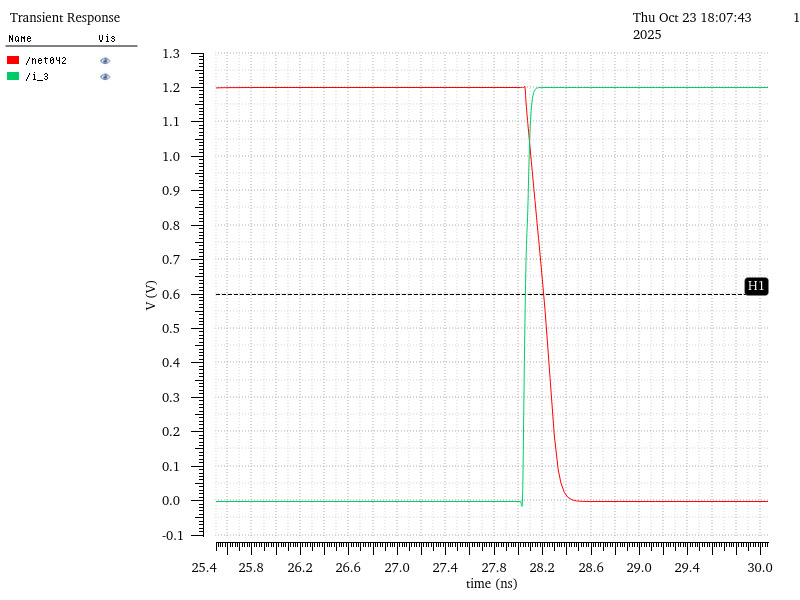 Transient Response
Thu Oct 23 18:07:43 1
2025
Name Vis
/net042
/i_3
1.3
1.2
1.1
1.0
0.9
0.8
0.7
0.6
0.5
0.4
0.3
0.2
0.1
0.0
-0.1
V (V)
H1
25.4 25.8 26.2 26.6 27.0 27.4 27.8 28.2 28.6 29.0 29.4 30.0
time (ns)